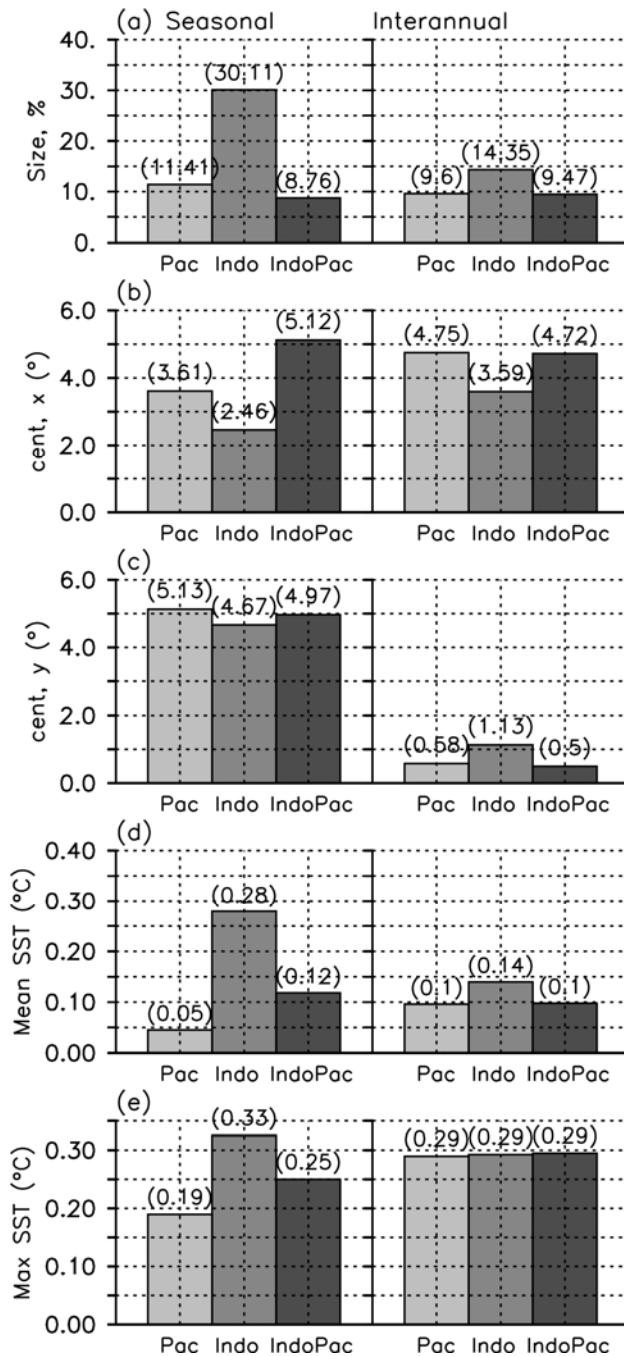 (a) Seasonal Interannual
Size, %
40.
30.
20.
10.
0.
(11.41) (30.11) (8.76) (9.6) (14.35) (9.47)
Pac Indo IndoPac Pac Indo IndoPac
(b)
cent, x (°)
6.0
4.0
2.0
0.0
(3.61) (2.46) (5.12) (4.75) (3.59) (4.72)
Pac Indo IndoPac Pac Indo IndoPac
(c)
cent, y (°)
6.0
4.0
2.0
0.0
(5.13) (4.67) (4.97) (0.58) (1.13) (0.5)
Pac Indo IndoPac Pac Indo IndoPac
(d)
Mean SST (°C)
0.40
0.30
0.20
0.10
0.00
(0.05) (0.28) (0.12) (0.1) (0.14) (0.1)
Pac Indo IndoPac Pac Indo IndoPac
(e)
Max SST (°C)
0.30
0.20
0.10
0.00
(0.19) (0.33) (0.25) (0.29) (0.29) (0.29)
Pac Indo IndoPac Pac Indo IndoPac